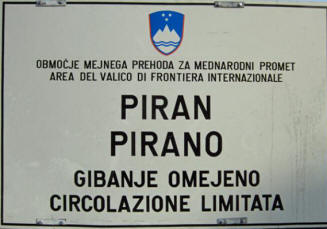 OBMOČJE MEJNEGA PREHODA ZA MEDNARODNI PROMET
AREA DEL VALICO DI FRONTIERA INTERNAZIONALE
PIRAN
PIRANO
GIBANJE OMEJENO
CIRCOLAZIONE LIMITATA